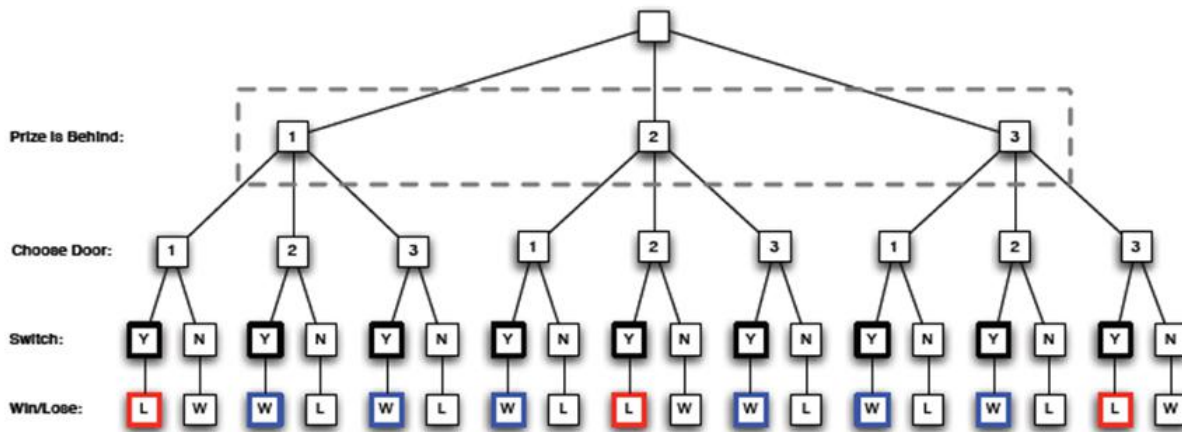 Prize is Behind: 1 2 3
Choose Door: 1 2 3 1 2 3 1 2 3
Switch: Y N Y N Y N Y N Y N Y N Y N Y N Y N
Win/Lose: L W W L W L W L L W W L W L W L L W